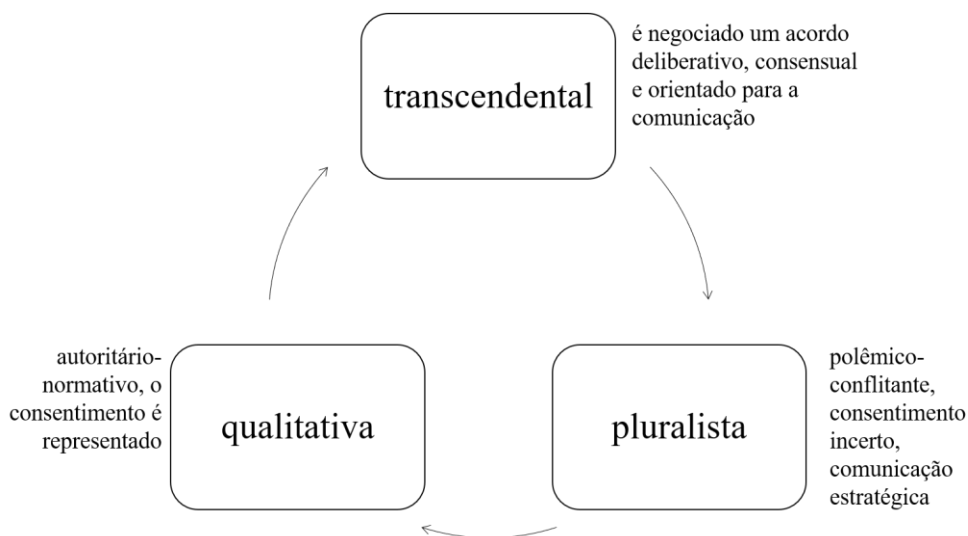 transcendental
é negociado um acordo
deliberativo, consensual
e orientado para a
comunicação
autoritário-
normativo, o
consentimento é
representado
qualitativa
pluralista
polêmico-
conflitante,
consentimento
incerto,
comunicação
estratégica